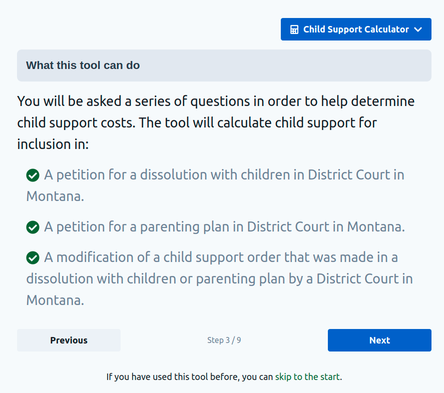 Child Support Calculator
What this tool can do
You will be asked a series of questions in order to help determine
child support costs. The tool will calculate child support for
inclusion in:
A petition for a dissolution with children in District Court in
Montana.
A petition for a parenting plan in District Court in Montana.
A modification of a child support order that was made in a
dissolution with children or parenting plan by a District Court in
Montana.
Previous
Step 3 / 9
Next
If you have used this tool before, you can skip to the start.